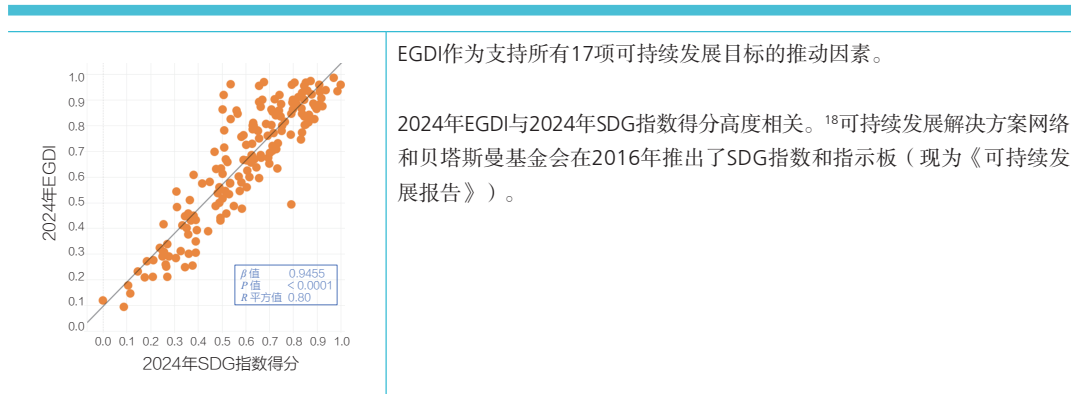 EGDI作为支持所有17项可持续发展目标的推动因素。
2024年EGDI与2024年SDG指数得分高度相关。¹⁸可持续发展解决方案网络
和贝塔斯曼基金会在2016年推出了SDG指数和指示板（现为《可持续发
展报告》）。
2024年EGDI
1.0
0.9
0.8
0.7
0.6
0.5
0.4
0.3
0.2
0.1
0.0
β值 0.9455
P值 < 0.0001
R平方值 0.80
0.0 0.1 0.2 0.3 0.4 0.5 0.6 0.7 0.8 0.9 1.0
2024年SDG指数得分